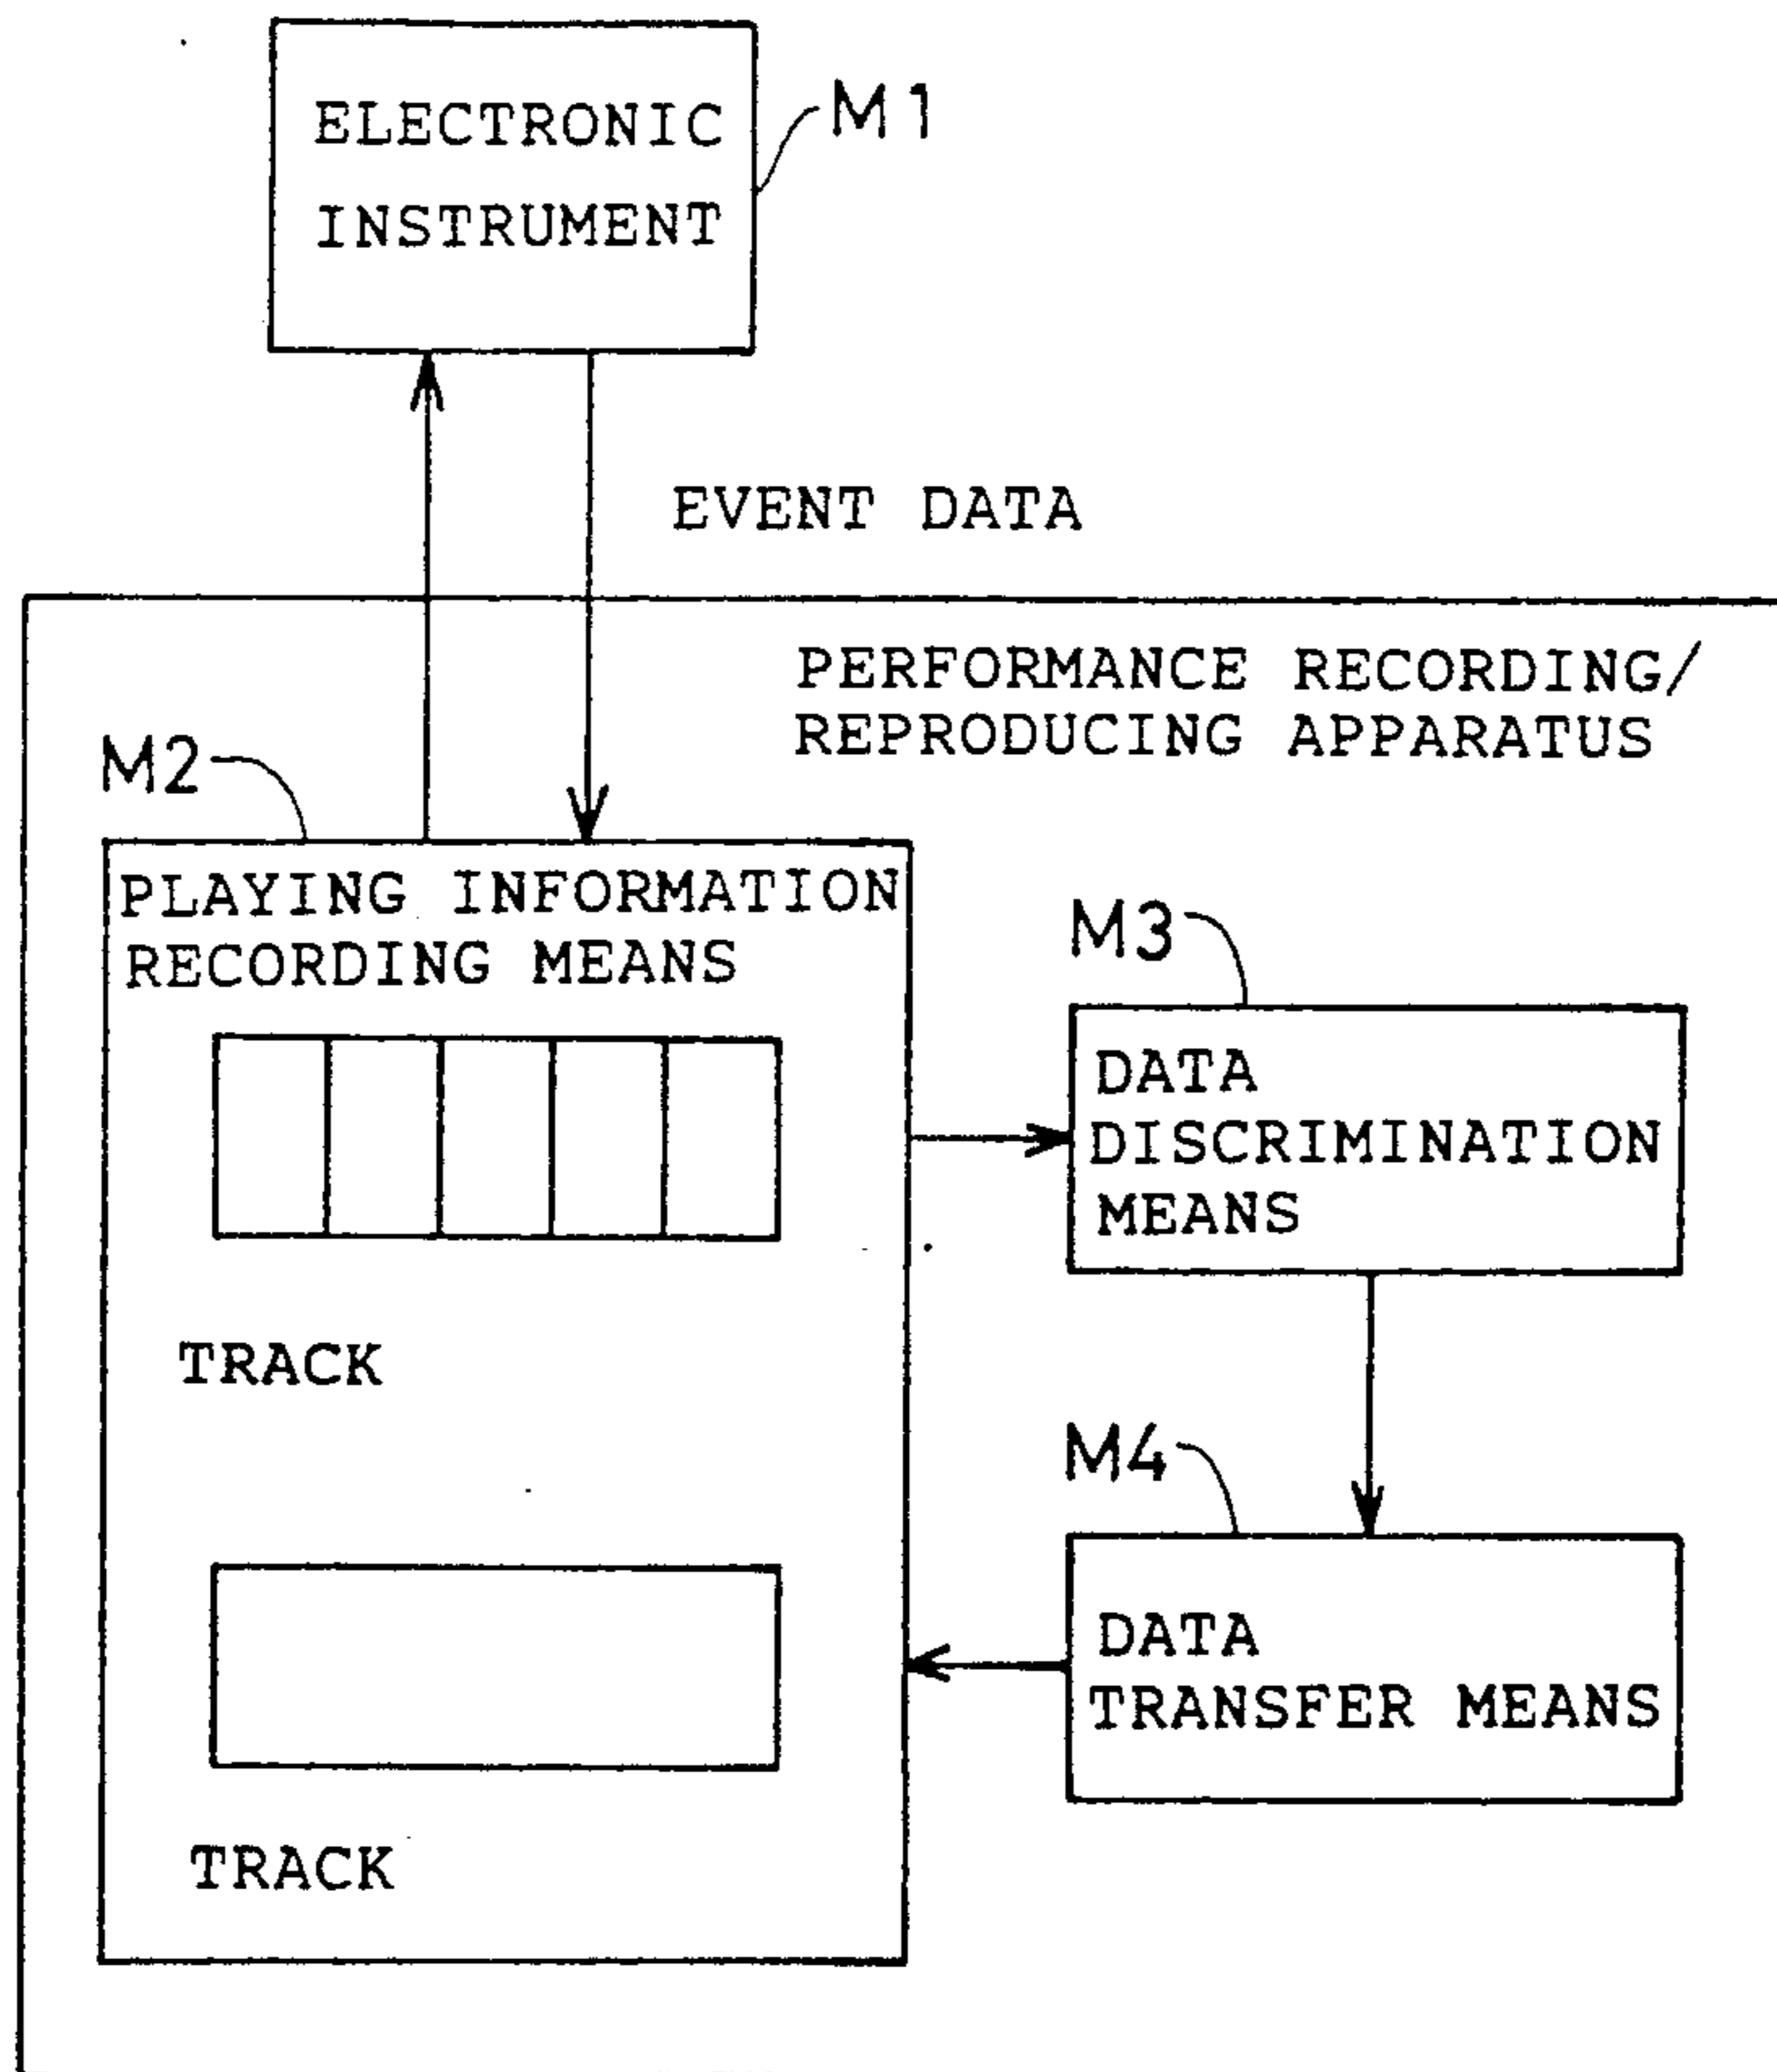 ELECTRONIC
INSTRUMENT
M1
EVENT DATA
PERFORMANCE RECORDING/
REPRODUCING APPARATUS
M2
PLAYING INFORMATION
RECORDING MEANS
M3
DATA
DISCRIMINATION
MEANS
TRACK
M4
DATA
TRANSFER MEANS
TRACK